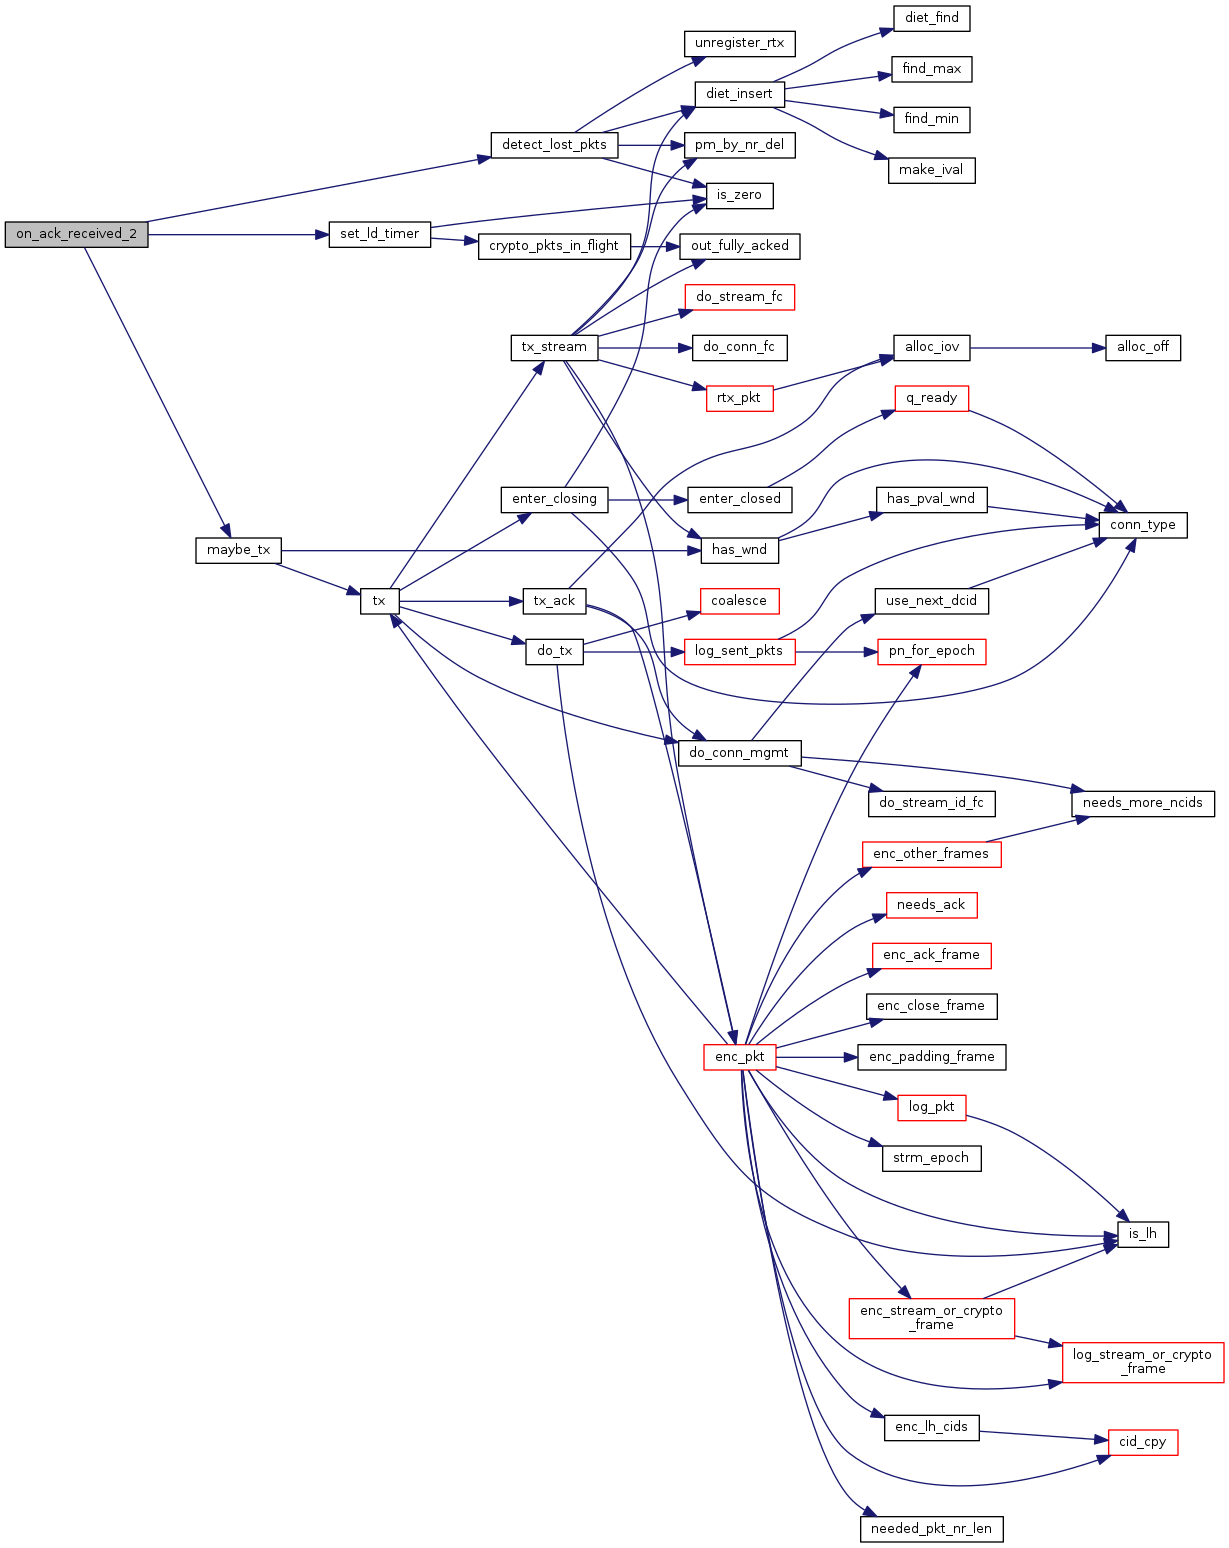 diet_find
unregister_rtx
find_max
diet_insert
find_min
detect_lost_pkts
pm_by_nr_del
make_ival
is_zero
on_ack_received_2
set_ld_timer
crypto_pkts_in_flight
out_fully_acked
do_stream_fc
tx_stream
do_conn_fc
alloc_iov
alloc_off
rtx_pkt
q_ready
enter_closing
enter_closed
has_pval_wnd
conn_type
maybe_tx
has_wnd
tx
tx_ack
coalesce
use_next_dcid
do_tx
log_sent_pkts
pn_for_epoch
do_conn_mgmt
do_stream_id_fc
needs_more_ncids
enc_other_frames
needs_ack
enc_ack_frame
enc_close_frame
enc_pkt
enc_padding_frame
log_pkt
strm_epoch
is_lh
enc_stream_or_crypto
_frame
log_stream_or_crypto
_frame
enc_lh_cids
cid_cpy
needed_pkt_nr_len